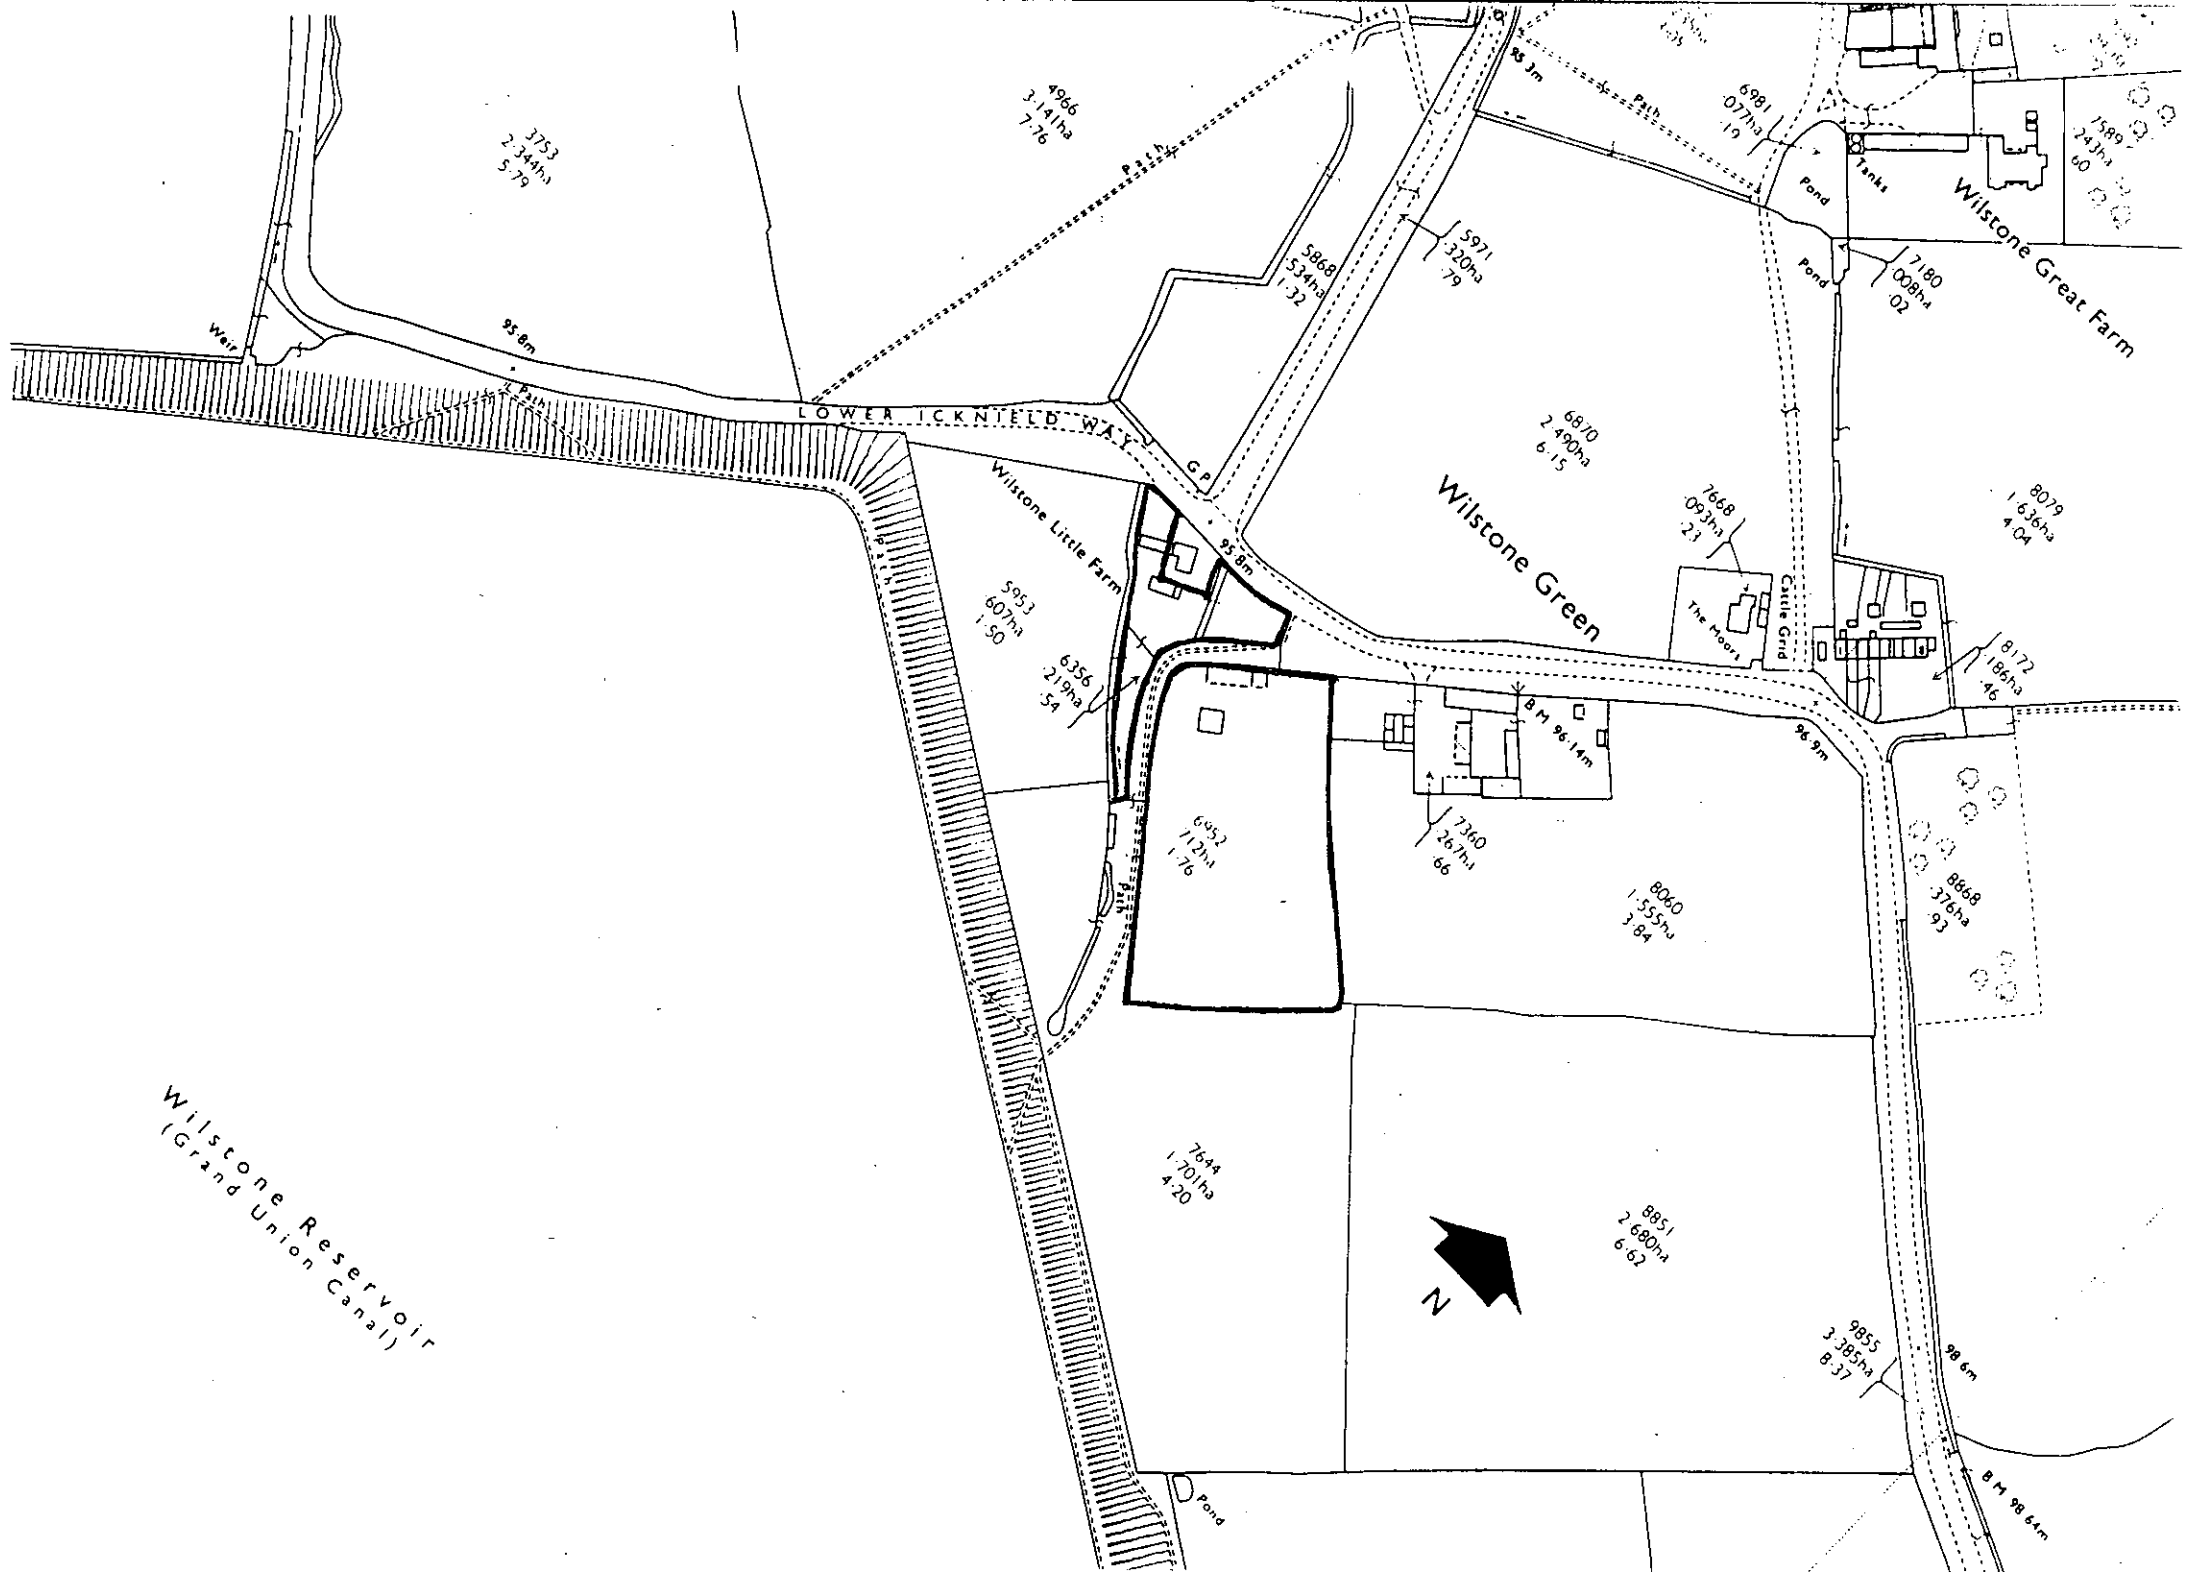 3753
2·344ha
5·79
4966
3·141ha
7·76
Path
95·3m
Path
6981
·077ha
·19
Pond
Tanks
7589
·243ha
·60
Wilstone Great Farm
5868
·534ha
1·32
5971
·320ha
·79
Pond
7180
·008ha
·02
Weir
95·8m
Path
LOWER ICKNIELD WAY
G P
6870
2·490ha
6·15
Wilstone Green
7668
·093ha
·23
8079
1·636ha
4·04
Wilstone Little Farm
95·8m
Path
5953
·607ha
1·50
6356
·219ha
·54
The Moors
Cattle Grid
8172
·186ha
·46
B M 96·14m
96·9m
6952
·712ha
1·76
Path
7360
·267ha
·66
8060
1·555ha
3·84
8868
·376ha
·93
Wilstone Reservoir
(Grand Union Canal)
7644
1·701ha
4·20
N
8851
2·680ha
6·62
9855
3·385ha
8·37
98·6m
Pond
B M 98·64m